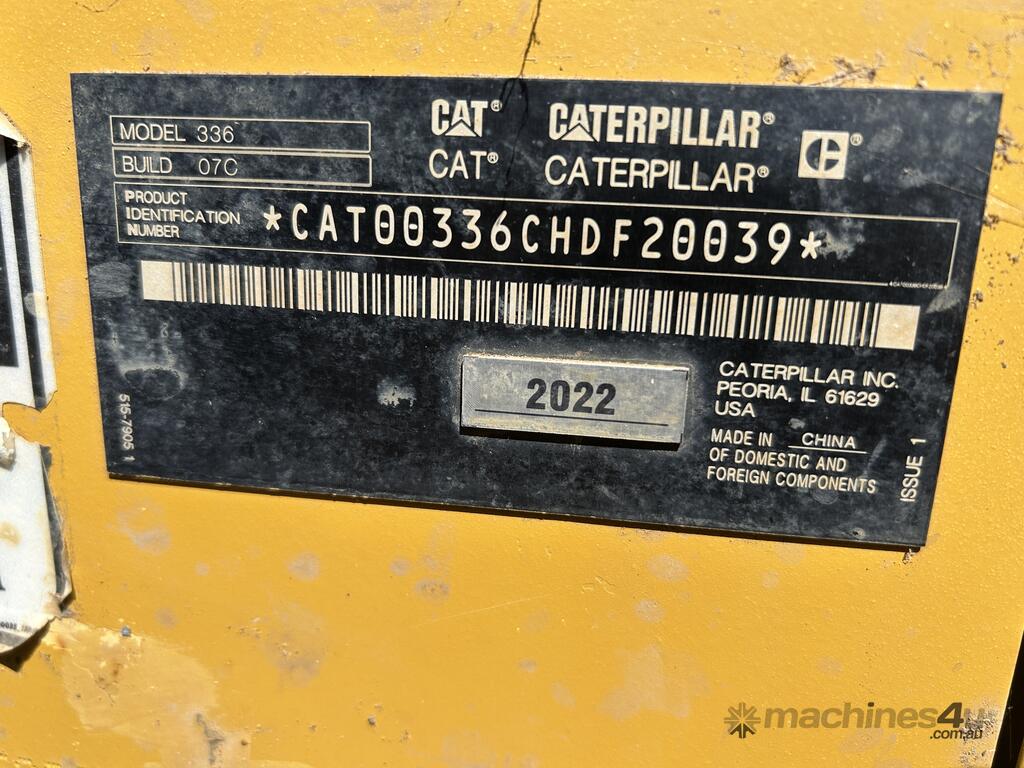 MODEL 336
BUILD 07C
CAT® CATERPILLAR® ®
CAT® CATERPILLAR®
PRODUCT
IDENTIFICATION
NUMBER
*CAT00336CHDF20039*
2022
CATERPILLAR INC.
PEORIA, IL 61629
USA
MADE IN CHINA
OF DOMESTIC AND
FOREIGN COMPONENTS
515-7905 1
ISSUE 1
machines4u
.com.au